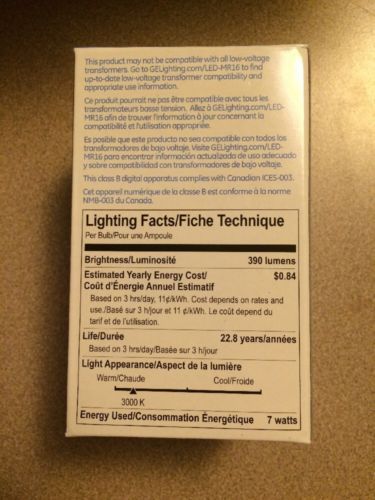 This product may not be compatible with all low-voltage
transformers. Go to GELighting.com/LED-MR16 to find
up-to-date low-voltage transformer compatibility and
appropriate use information.
Ce produit pourrait ne pas être compatible avec tous les
transformateurs basse tension. Allez à GELighting.com/LED-
MR16 afin de trouver l'information à jour concernant la
compatibilité et l'utilisation appropriée.
Es posible que este producto no sea compatible con todos los
transformadores de bajo voltaje. Visite GELighting.com/LED-
MR16 para encontrar información actualizada de uso adecuado
y sobre compatibilidad con transformadores de bajo voltaje.
This class B digital apparatus complies with Canadian ICES-003.
Cet appareil numérique de la classe B est conforme à la norme
NMB-003 du Canada.
Lighting Facts/Fiche Technique
Per Bulb/Pour une Ampoule
Brightness/Luminosité 390 lumens
Estimated Yearly Energy Cost/ $0.84
Coût d'Énergie Annuel Estimatif
Based on 3 hrs/day, 11¢/kWh. Cost depends on rates and
use./Basé sur 3 h/jour et 11 ¢/kWh. Le coût depend du
tarif et de l'utilisation.
Life/Durée 22.8 years/années
Based on 3 hrs/day/Basée sur 3 h/jour
Light Appearance/Aspect de la lumière
Warm/Chaude Cool/Froide
3000 K
Energy Used/Consommation Énergétique 7 watts